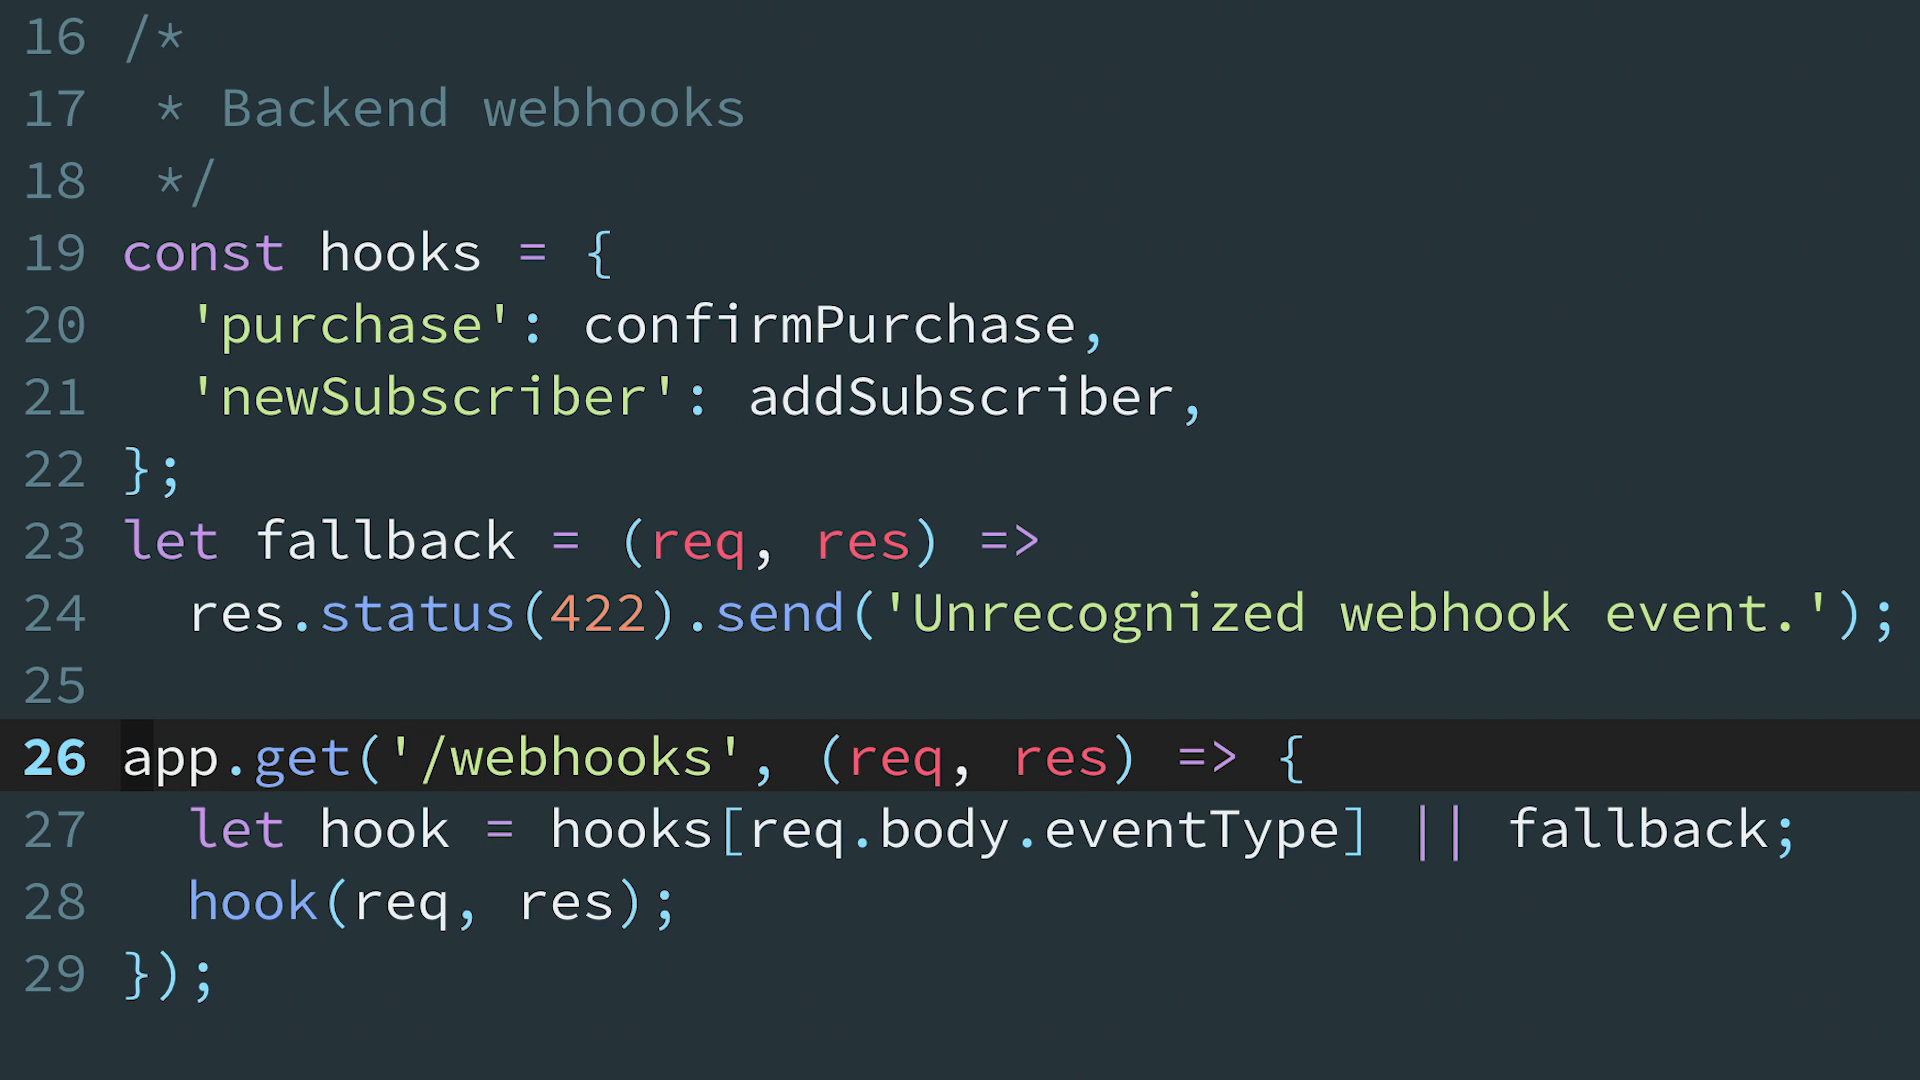 16 /*
17  * Backend webhooks
18  */
19 const hooks = {
20   'purchase': confirmPurchase,
21   'newSubscriber': addSubscriber,
22 };
23 let fallback = (req, res) =>
24   res.status(422).send('Unrecognized webhook event.');
25
26 app.get('/webhooks', (req, res) => {
27   let hook = hooks[req.body.eventType] || fallback;
28   hook(req, res);
29 });